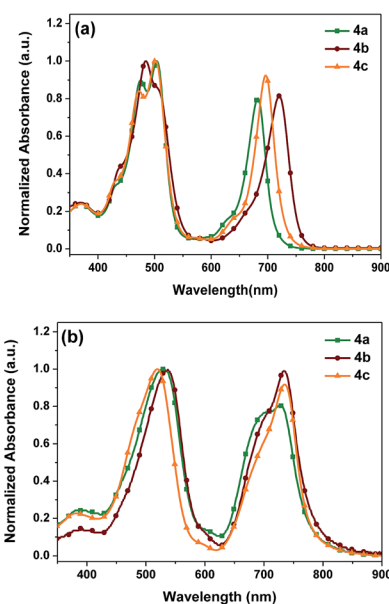 (a)
4a
4b
4c
Normalized Absorbance (a.u.)
1.2
1.0
0.8
0.6
0.4
0.2
0.0
400 500 600 700 800 900
Wavelength(nm)
(b)
4a
4b
4c
Normalized Absorbance (a.u.)
1.2
1.0
0.8
0.6
0.4
0.2
0.0
400 500 600 700 800 900
Wavelength (nm)